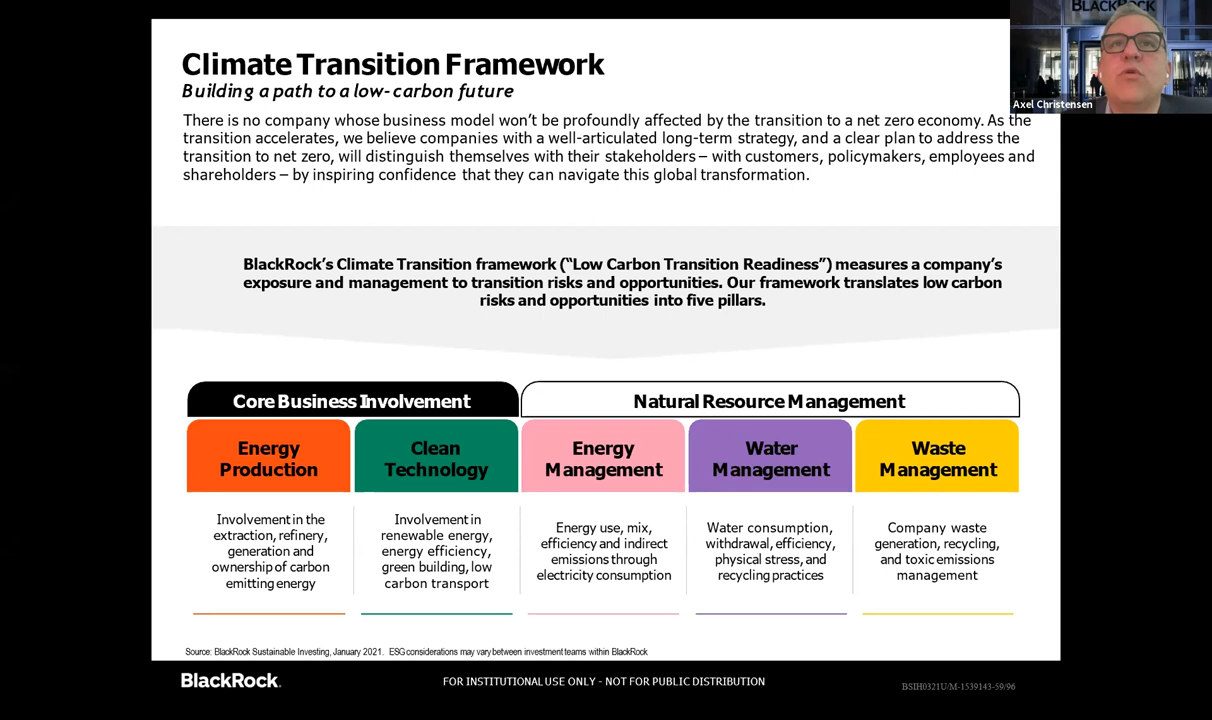 BLACKROCK
Axel Christensen
Climate Transition Framework
Building a path to a low-carbon future
There is no company whose business model won't be profoundly affected by the transition to a net zero economy. As the
transition accelerates, we believe companies with a well-articulated long-term strategy, and a clear plan to address the
transition to net zero, will distinguish themselves with their stakeholders – with customers, policymakers, employees and
shareholders – by inspiring confidence that they can navigate this global transformation.
BlackRock's Climate Transition framework (“Low Carbon Transition Readiness”) measures a company's
exposure and management to transition risks and opportunities. Our framework translates low carbon
risks and opportunities into five pillars.
Core Business Involvement
Natural Resource Management
Energy
Production
Clean
Technology
Energy
Management
Water
Management
Waste
Management
Involvement in the
extraction, refinery,
generation and
ownership of carbon
emitting energy
Involvement in
renewable energy,
energy efficiency,
green building, low
carbon transport
Energy use, mix,
efficiency and indirect
emissions through
electricity consumption
Water consumption,
withdrawal, efficiency,
physical stress, and
recycling practices
Company waste
generation, recycling,
and toxic emissions
management
Source: BlackRock Sustainable Investing, January 2021. ESG considerations may vary between investment teams within BlackRock
BlackRock.
FOR INSTITUTIONAL USE ONLY - NOT FOR PUBLIC DISTRIBUTION
BSIH0321U/M-1539143-59/96